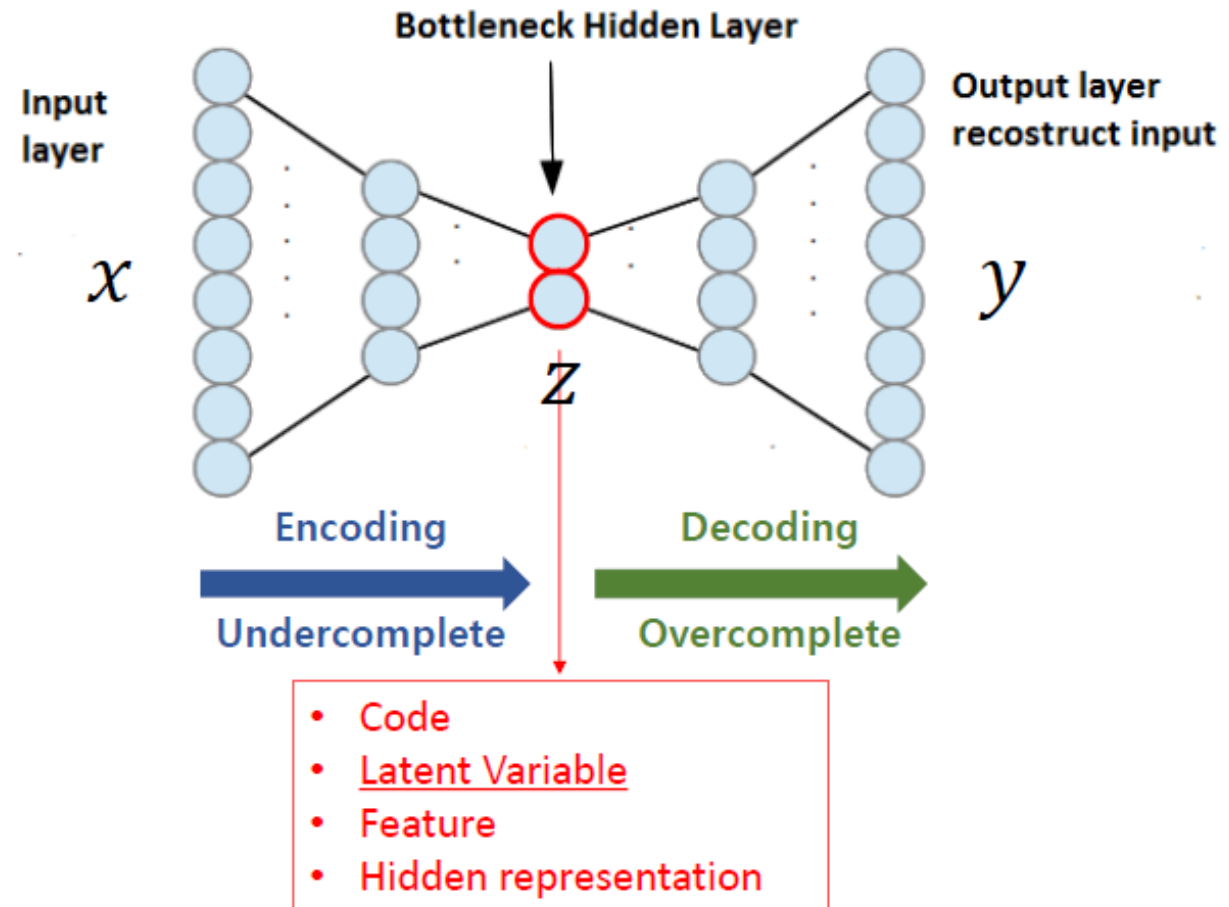 Bottleneck Hidden Layer
Input
layer
Output layer
recostruct input
x
y
z
Encoding
Undercomplete
Decoding
Overcomplete
• Code
• Latent Variable
• Feature
• Hidden representation